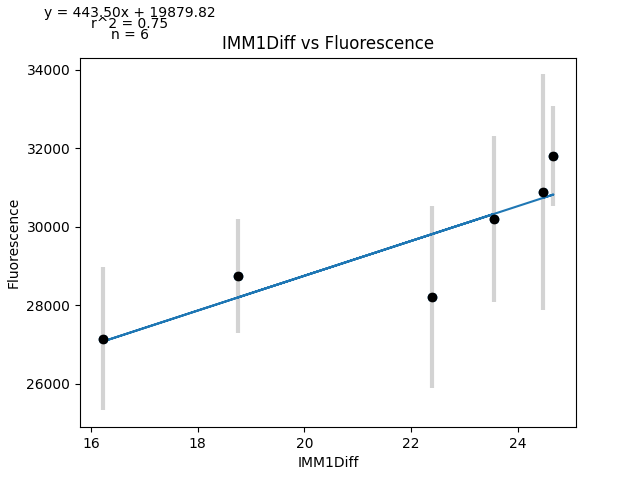 y = 443.50x + 19879.82
r^2 = 0.75
n = 6
IMM1Diff vs Fluorescence
34000
32000
30000
28000
26000
Fluorescence
16
18
20
22
24
IMM1Diff